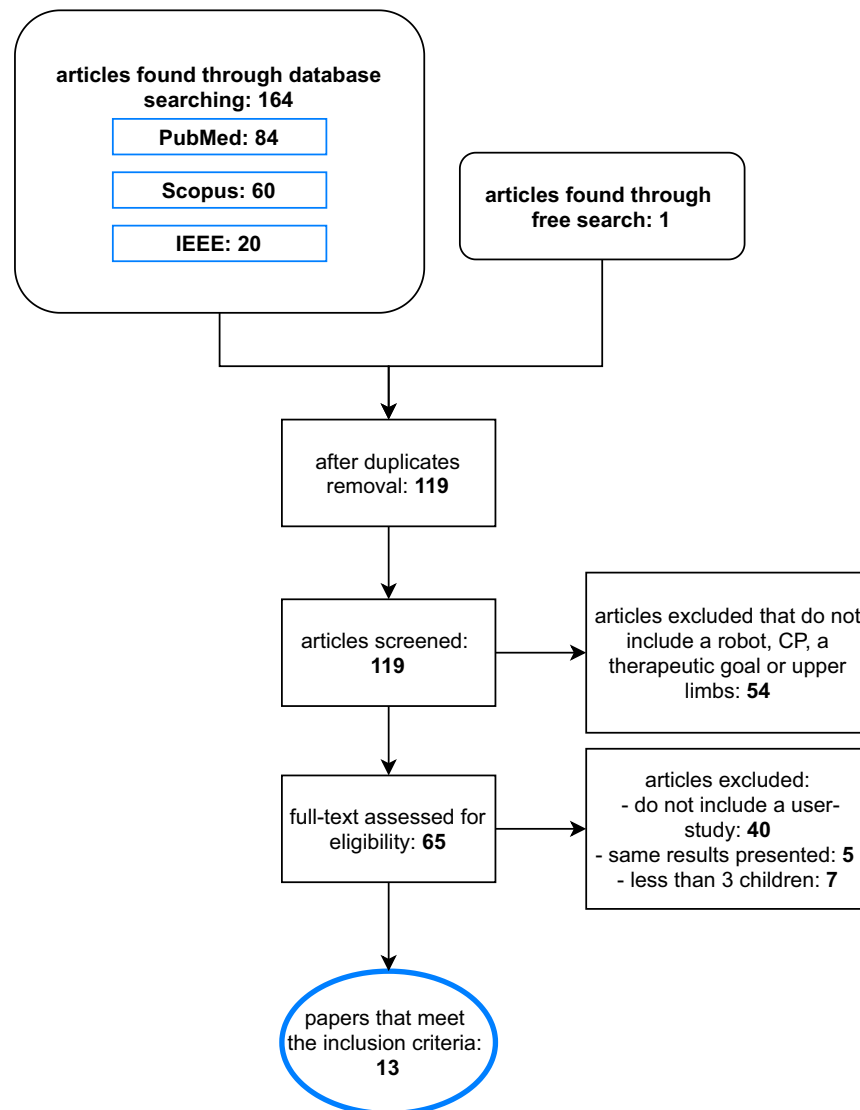 articles found through database
searching: 164
PubMed: 84
Scopus: 60
IEEE: 20
articles found through
free search: 1
after duplicates
removal: 119
articles screened:
119
articles excluded that do not
include a robot, CP, a
therapeutic goal or upper
limbs: 54
full-text assessed for
eligibility: 65
articles excluded:
- do not include a user-
study: 40
- same results presented: 5
- less than 3 children: 7
papers that meet
the inclusion criteria:
13